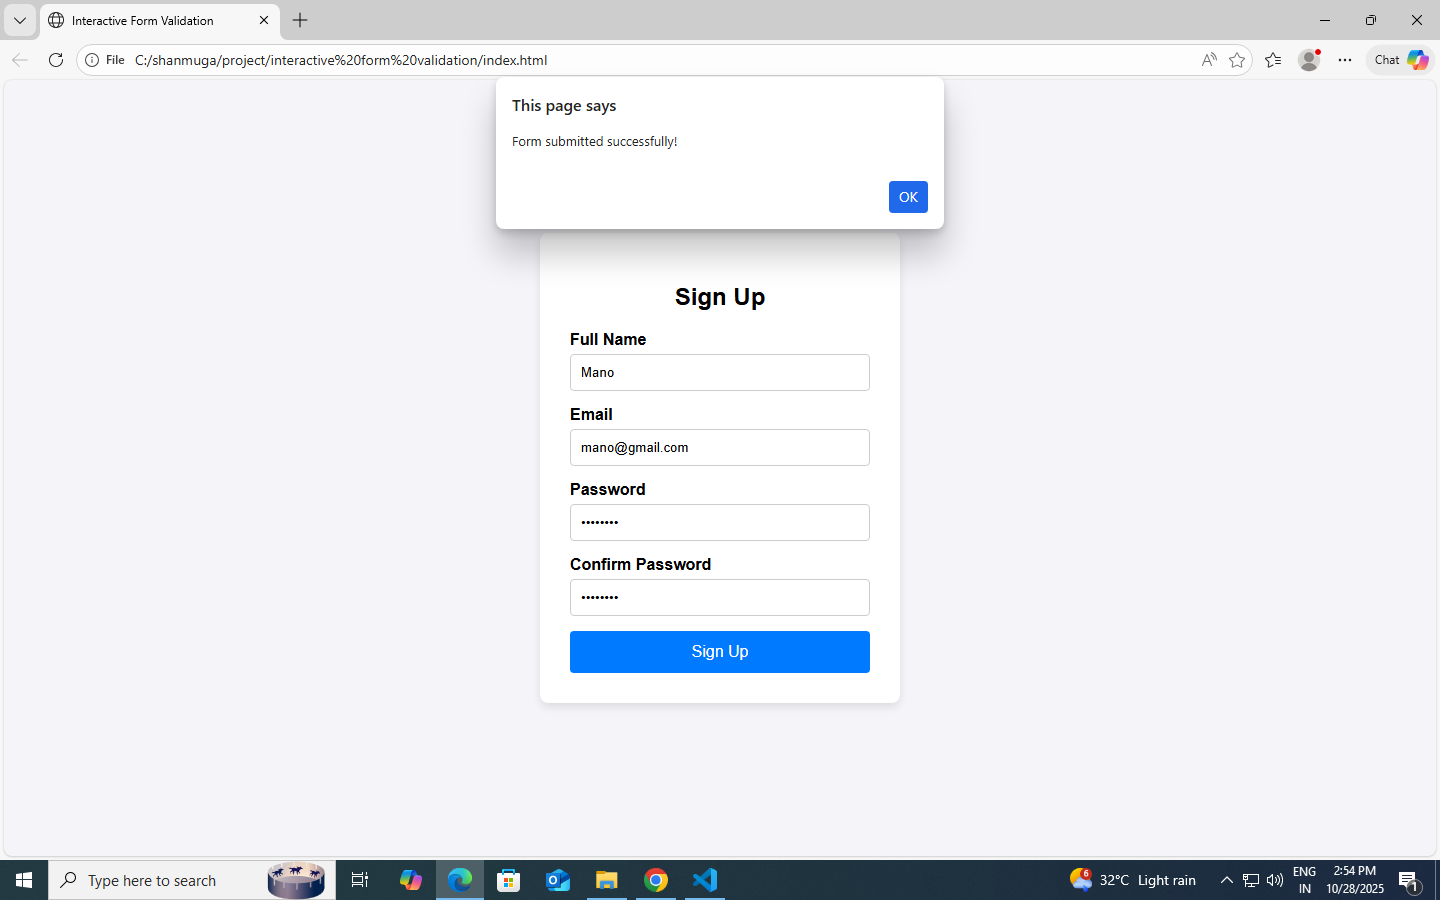 Interactive Form Validation
File C:/shanmuga/project/interactive%20form%20validation/index.html
Chat
This page says
Form submitted successfully!
OK
Sign Up
Full Name
Mano
Email
mano@gmail.com
Password
••••••••
Confirm Password
••••••••
Sign Up
Type here to search
6
32°C Light rain
ENG
IN
2:54 PM
10/28/2025
1